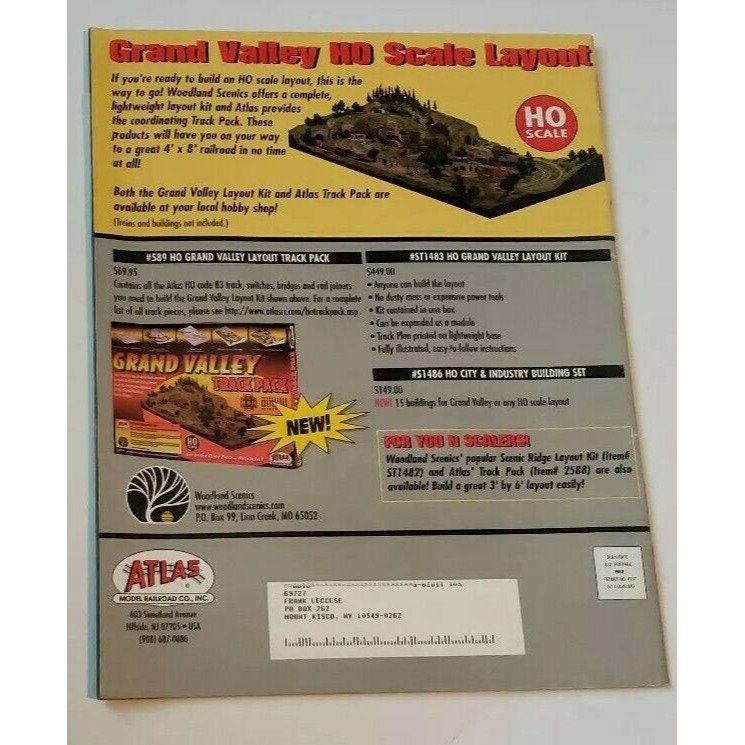 Grand Valley HO Scale Layout
If you're ready to build an HO scale layout, this is the
way to go! Woodland Scenics offers a complete,
lightweight layout kit and Atlas provides
the coordinating Track Pack. These
products will have you on your way
to a great 4' x 8' railroad in no time
at all!
HO
SCALE
Both the Grand Valley Layout Kit and Atlas Track Pack are
available at your local hobby shop!
(Trains and buildings not included.)
#589 HO GRAND VALLEY LAYOUT TRACK PACK
$69.95
Contains all the Atlas HO code 83 track, switches, bridges and rail joiners
you need to build the Grand Valley Layout Kit shown above. For a complete
list of all track pieces, please see http://www.atlasrr.com/hotrackpack.asp
GRAND VALLEY
TRACK PACK
HO
ATLAS
NEW!
#ST1483 HO GRAND VALLEY LAYOUT KIT
$449.00
• Anyone can build the layout
• No dusty mess or expensive power tools
• Kit contained in one box
• Can be expanded as a module
• Track Plan printed on lightweight base
• Fully illustrated, easy-to-follow instructions
#S1486 HO CITY & INDUSTRY BUILDING SET
$149.00
NEW! 15 buildings for Grand Valley or any HO scale layout
FOR YOU N SCALERS!
Woodland Scenics' popular Scenic Ridge Layout Kit (Item#
ST1482) and Atlas' Track Pack (Item# 2588) are also
available! Build a great 3' by 6' layout easily!
Woodland Scenics
www.woodlandscenics.com
P.O. Box 99, Linn Creek, MO 65052
ATLAS
MODEL RAILROAD CO., INC.
603 Sweetland Avenue
Hillside, NJ 07205 • USA
(908) 687-0880
69727
FRANK LECCESE
PO BOX 262
MOUNT KISCO, NY 10549-0262